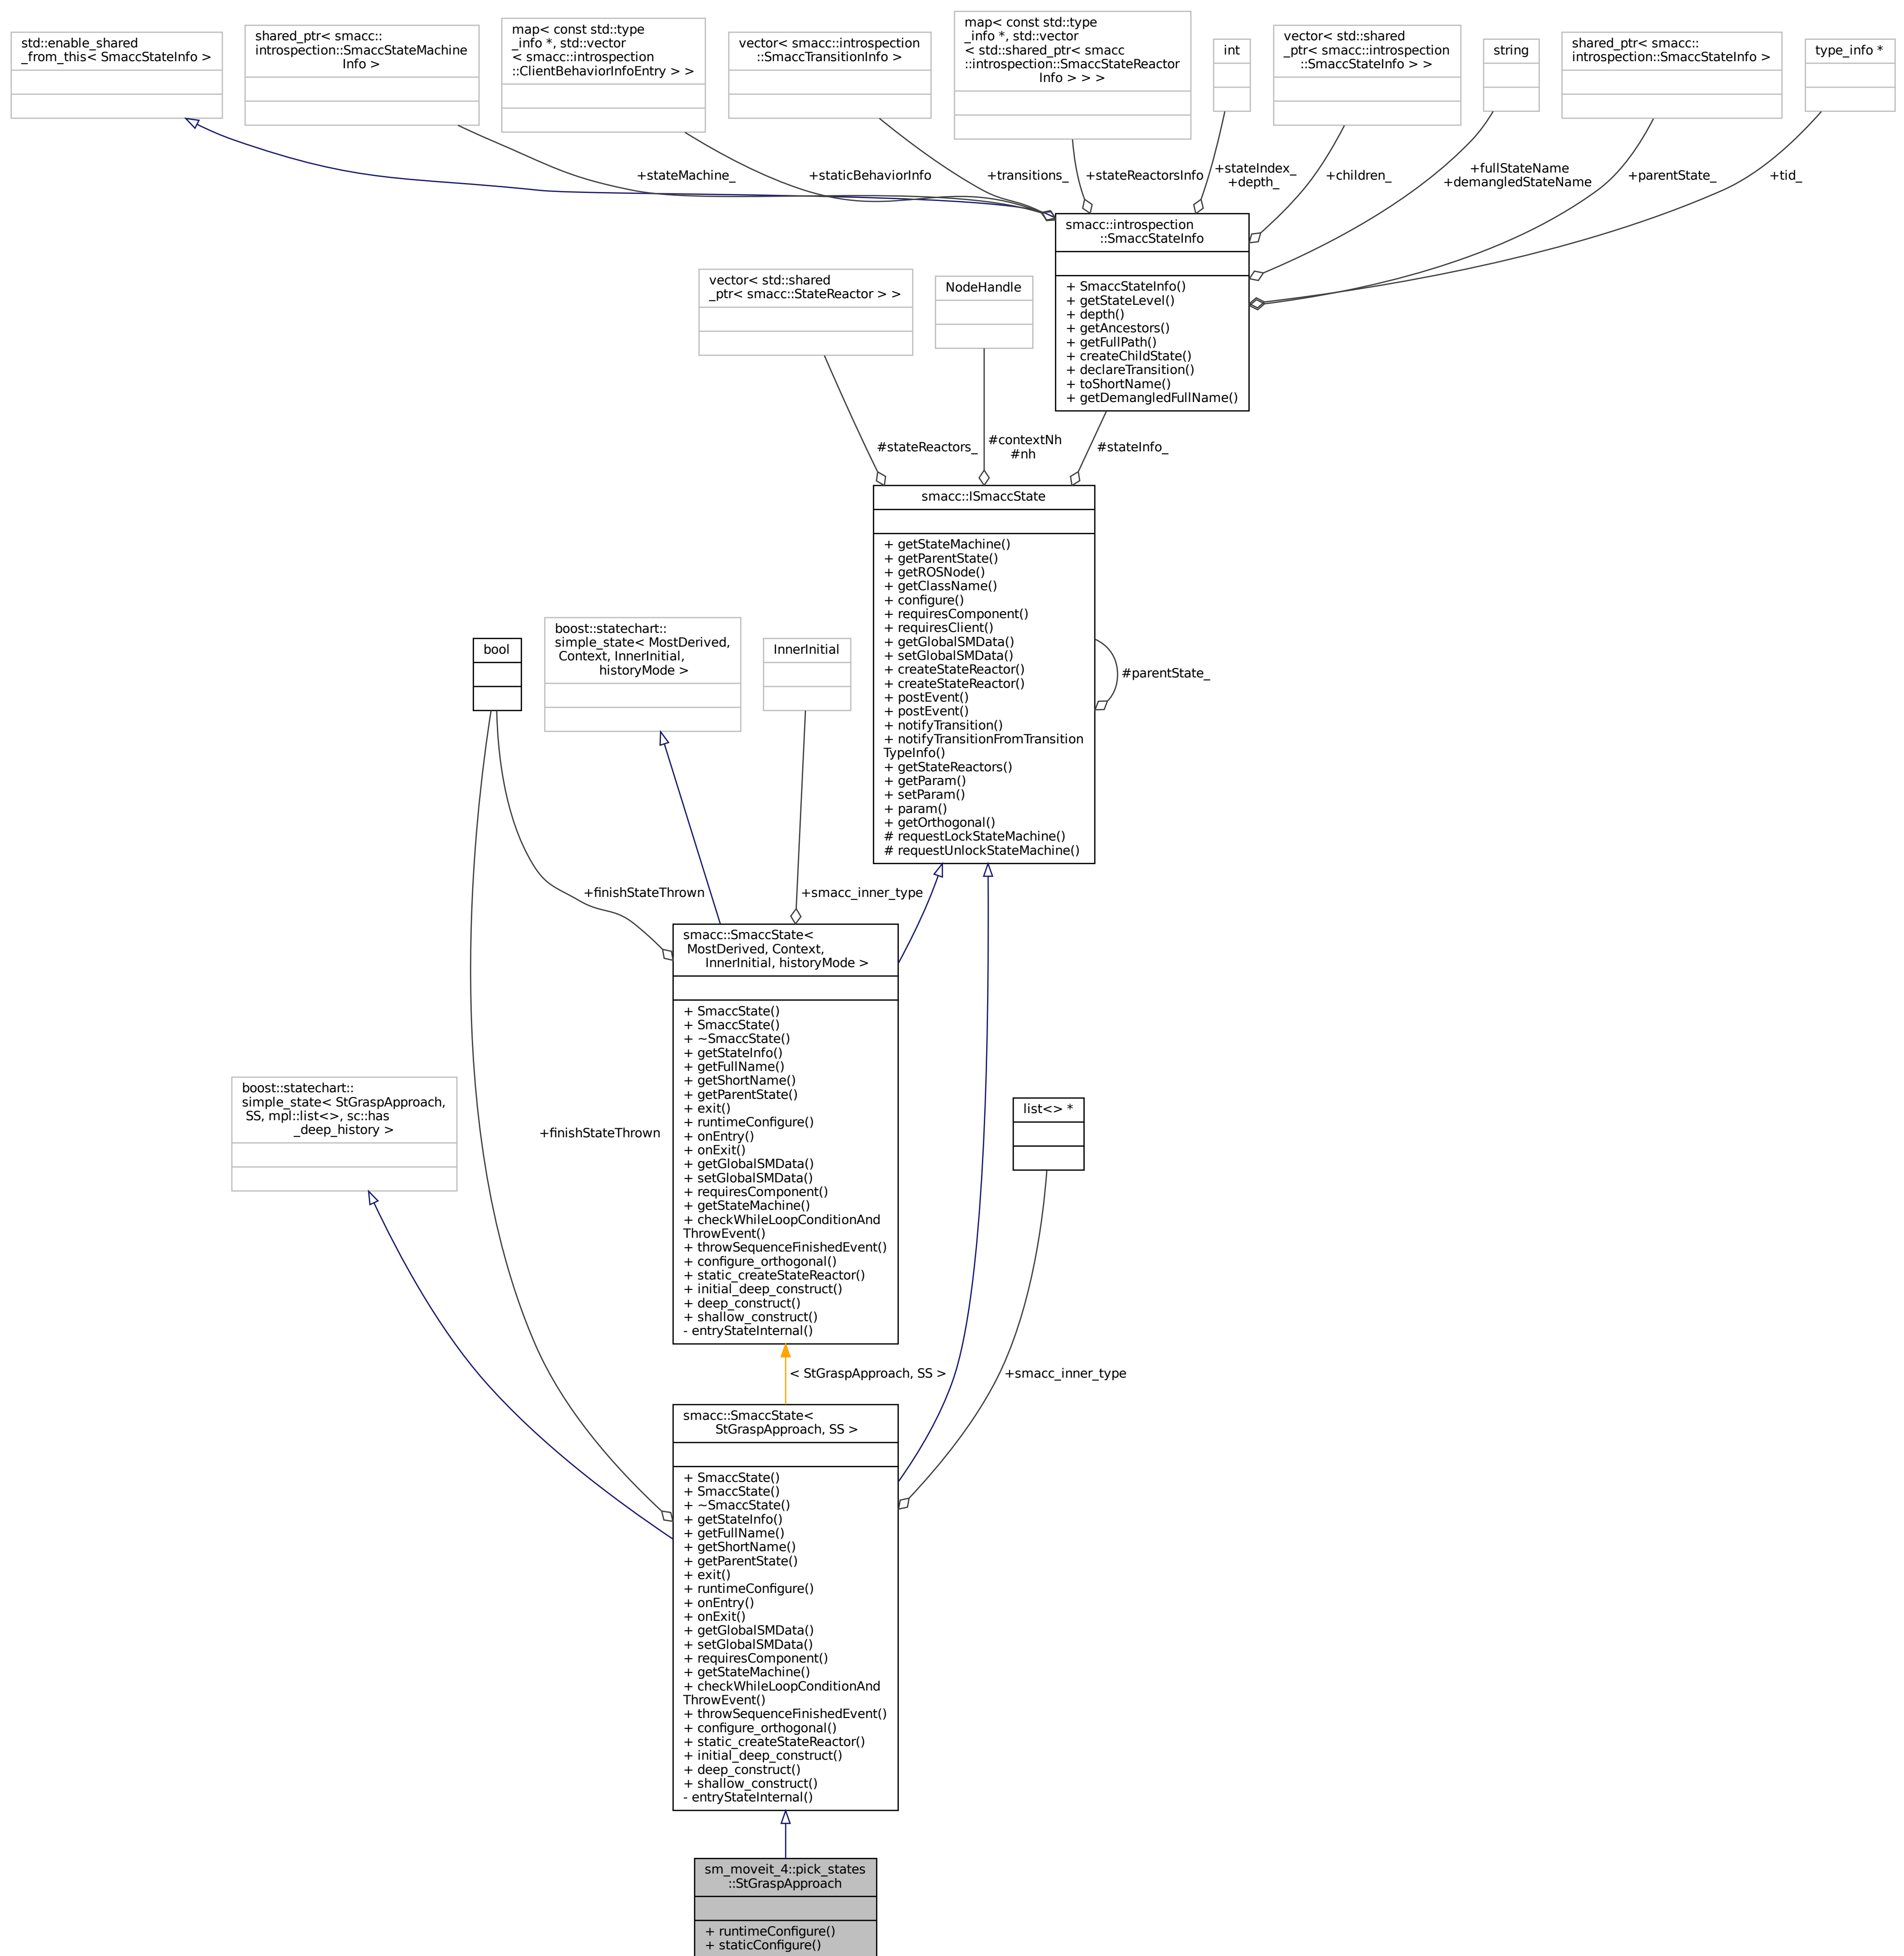 std::enable_shared
_from_this< SmaccStateInfo >
shared_ptr< smacc::
introspection::SmaccStateMachine
Info >
map< const std::type
_info *, std::vector
< smacc::introspection
::ClientBehaviorInfoEntry > >
vector< smacc::introspection
::SmaccTransitionInfo >
map< const std::type
_info *, std::vector
< std::shared_ptr< smacc
::introspection::SmaccStateReactor
Info > > >
int
vector< std::shared
_ptr< smacc::introspection
::SmaccStateInfo > >
string
shared_ptr< smacc::
introspection::SmaccStateInfo >
type_info *
+stateMachine_
+staticBehaviorInfo
+transitions_
+stateReactorsInfo
+stateIndex_
+depth_
+children_
+fullStateName
+demangledStateName
+parentState_
+tid_
smacc::introspection
::SmaccStateInfo
+ SmaccStateInfo()
+ getStateLevel()
+ depth()
+ getAncestors()
+ getFullPath()
+ createChildState()
+ declareTransition()
+ toShortName()
+ getDemangledFullName()
vector< std::shared
_ptr< smacc::StateReactor > >
NodeHandle
#stateReactors_
#contextNh
#nh
#stateInfo_
smacc::ISmaccState
+ getStateMachine()
+ getParentState()
+ getROSNode()
+ getClassName()
+ configure()
+ requiresComponent()
+ requiresClient()
+ getGlobalSMData()
+ setGlobalSMData()
+ createStateReactor()
+ createStateReactor()
+ postEvent()
+ postEvent()
+ notifyTransition()
+ notifyTransitionFromTransition
TypeInfo()
+ getStateReactors()
+ getParam()
+ setParam()
+ param()
+ getOrthogonal()
# requestLockStateMachine()
# requestUnlockStateMachine()
#parentState_
bool
boost::statechart::
simple_state< MostDerived,
Context, InnerInitial,
historyMode >
InnerInitial
+finishStateThrown
+smacc_inner_type
smacc::SmaccState<
MostDerived, Context,
InnerInitial, historyMode >
+ SmaccState()
+ SmaccState()
+ ~SmaccState()
+ getStateInfo()
+ getFullName()
+ getShortName()
+ getParentState()
+ exit()
+ runtimeConfigure()
+ onEntry()
+ onExit()
+ getGlobalSMData()
+ setGlobalSMData()
+ requiresComponent()
+ getStateMachine()
+ checkWhileLoopConditionAnd
ThrowEvent()
+ throwSequenceFinishedEvent()
+ configure_orthogonal()
+ static_createStateReactor()
+ initial_deep_construct()
+ deep_construct()
+ shallow_construct()
- entryStateInternal()
boost::statechart::
simple_state< StGraspApproach,
SS, mpl::list<>, sc::has
_deep_history >
+finishStateThrown
list<> *
< StGraspApproach, SS >
+smacc_inner_type
smacc::SmaccState<
StGraspApproach, SS >
+ SmaccState()
+ SmaccState()
+ ~SmaccState()
+ getStateInfo()
+ getFullName()
+ getShortName()
+ getParentState()
+ exit()
+ runtimeConfigure()
+ onEntry()
+ onExit()
+ getGlobalSMData()
+ setGlobalSMData()
+ requiresComponent()
+ getStateMachine()
+ checkWhileLoopConditionAnd
ThrowEvent()
+ throwSequenceFinishedEvent()
+ configure_orthogonal()
+ static_createStateReactor()
+ initial_deep_construct()
+ deep_construct()
+ shallow_construct()
- entryStateInternal()
sm_moveit_4::pick_states
::StGraspApproach
+ runtimeConfigure()
+ staticConfigure()